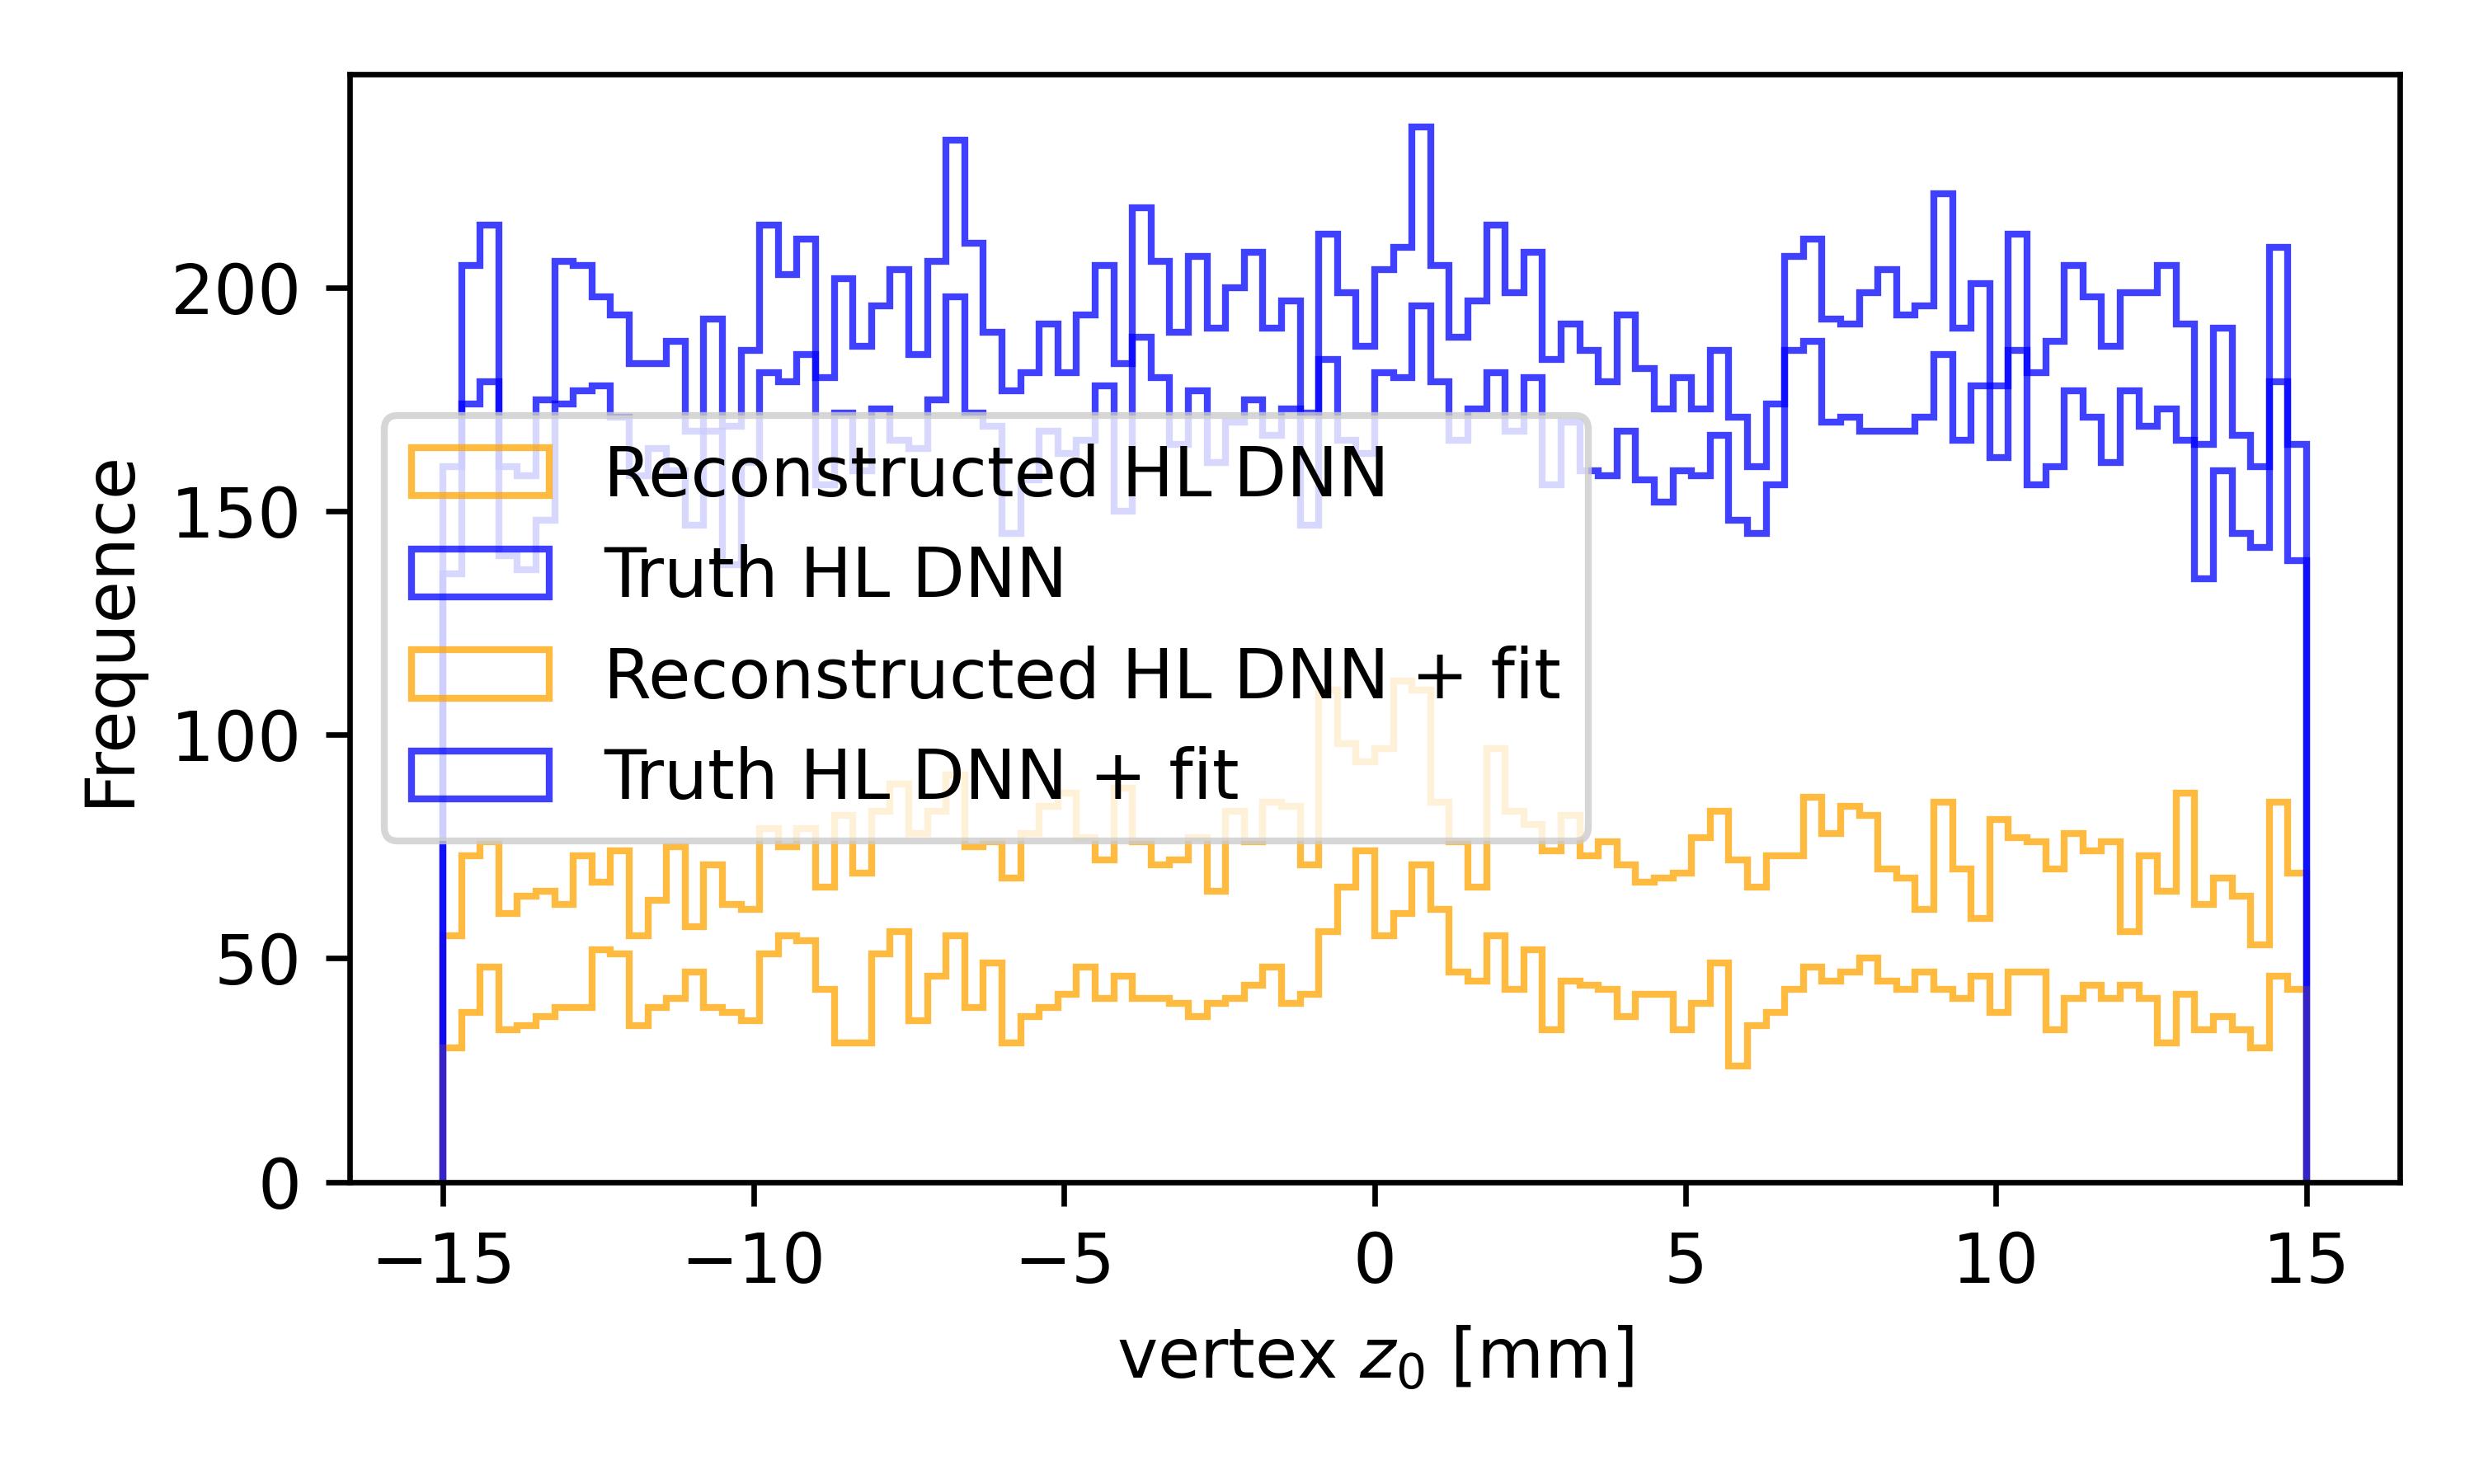 Frequence
200
150
100
50
0
Reconstructed HL DNN
Truth HL DNN
Reconstructed HL DNN + fit
Truth HL DNN + fit
−15 −10 −5 0 5 10 15
vertex z₀ [mm]